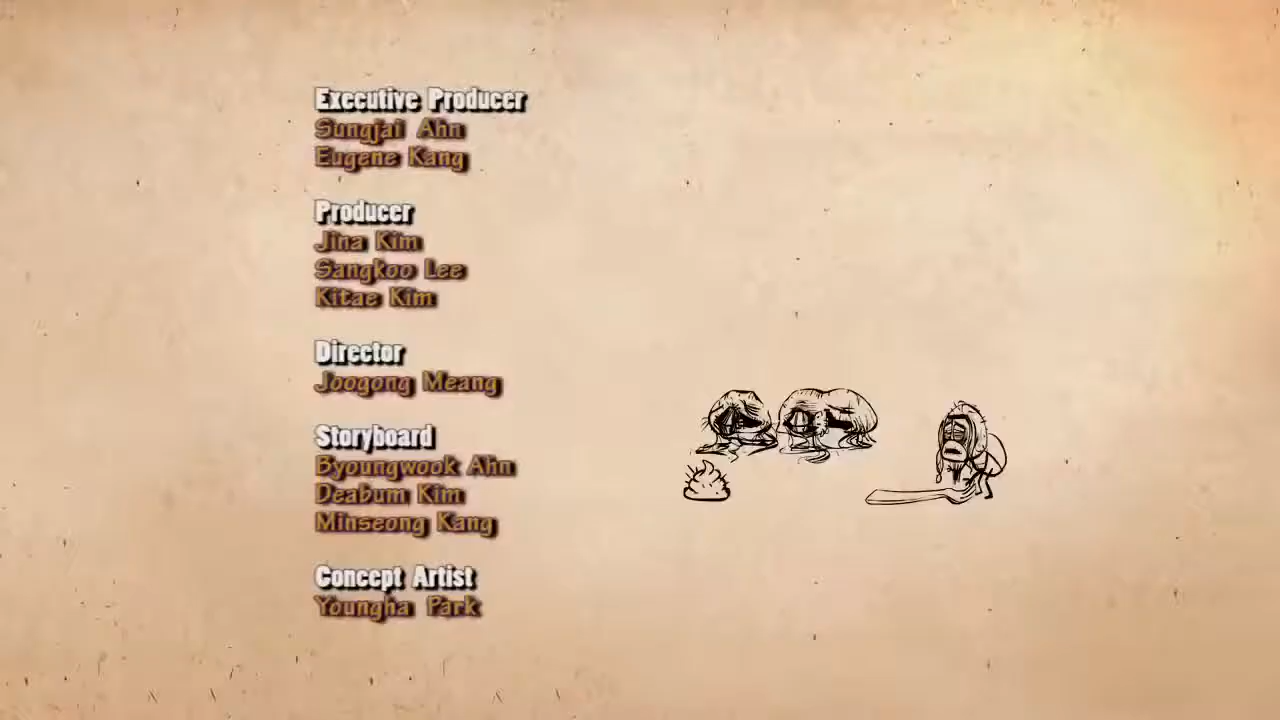 Executive Producer
Sungjai Ahn
Eugene Kang
Producer
Jina Kim
Sangkoo Lee
Kitae Kim
Director
Joogong Meang
Storyboard
Byoungwook Ahn
Deabum Kim
Minseong Kang
Concept Artist
Youngha Park